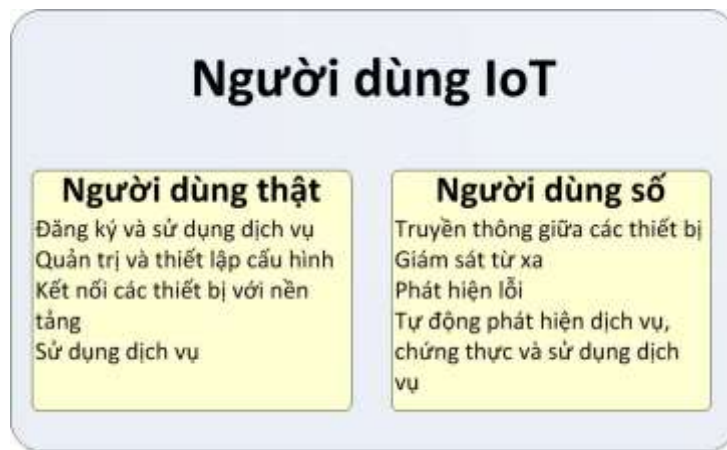 Người dùng IoT
Người dùng thật
Đăng ký và sử dụng dịch vụ
Quản trị và thiết lập cấu hình
Kết nối các thiết bị với nền
tảng
Sử dụng dịch vụ
Người dùng số
Truyền thông giữa các thiết bị
Giám sát từ xa
Phát hiện lỗi
Tự động phát hiện dịch vụ,
chứng thực và sử dụng dịch
vụ